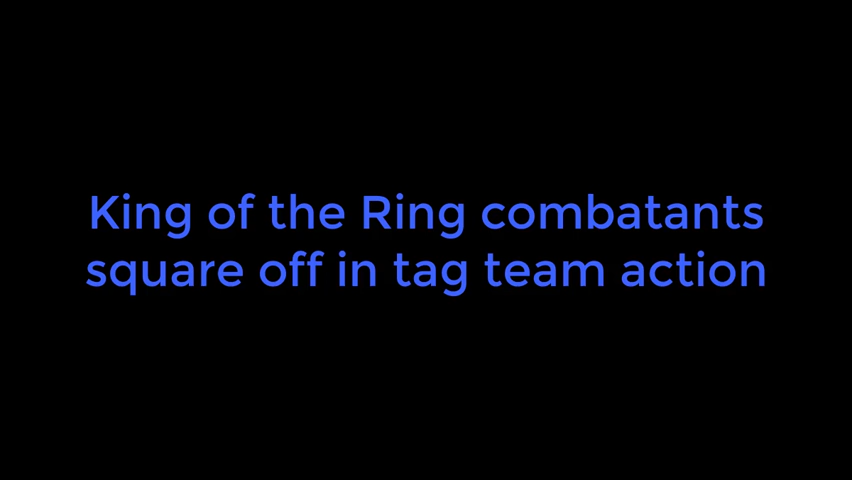 King of the Ring combatants
square off in tag team action